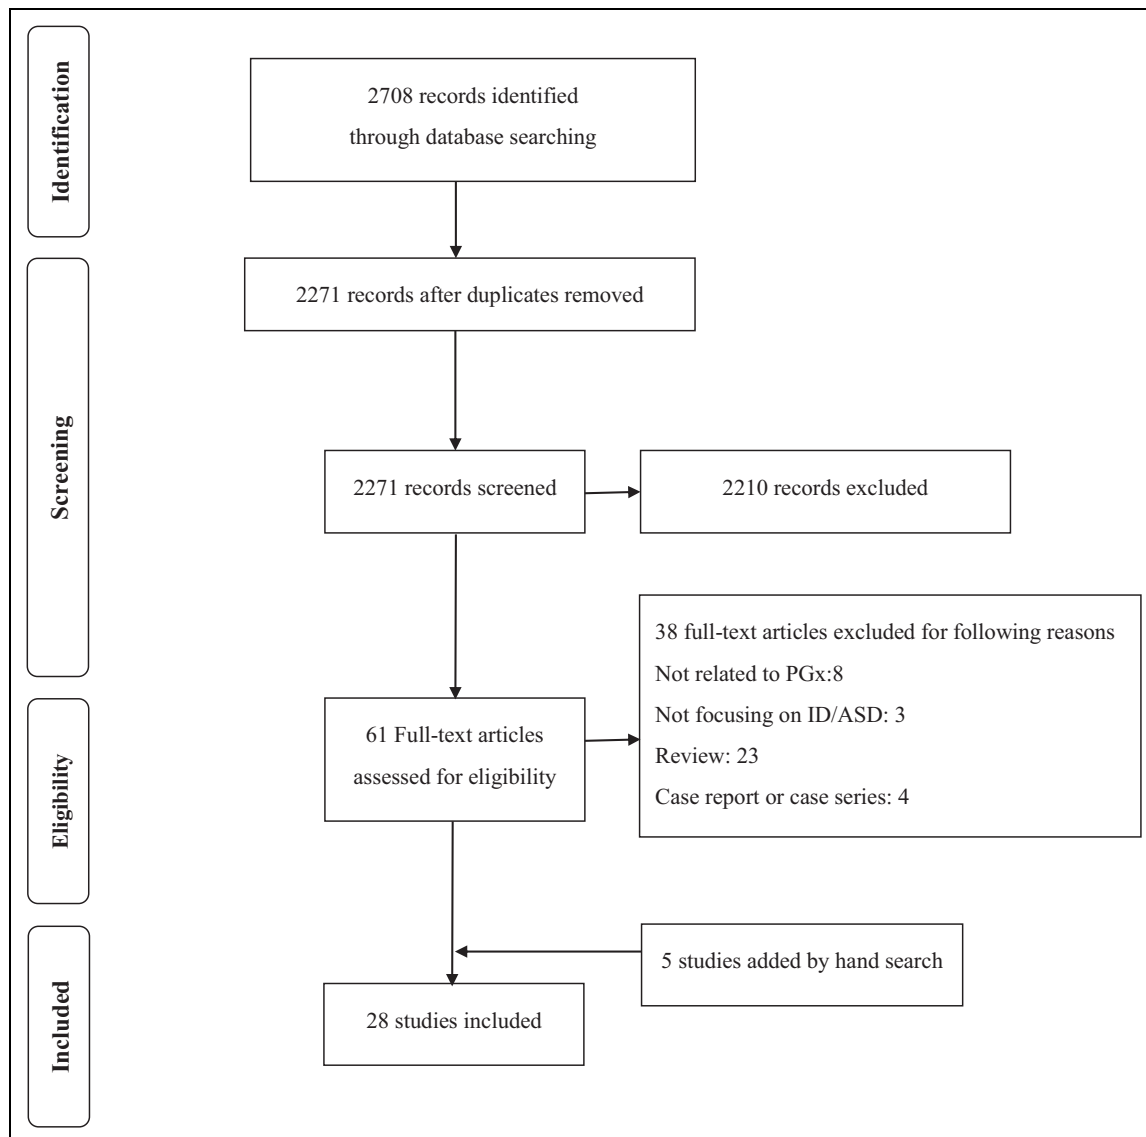 Identification
2708 records identified
through database searching
Screening
2271 records after duplicates removed
2271 records screened
2210 records excluded
Eligibility
61 Full-text articles
assessed for eligibility
38 full-text articles excluded for following reasons
Not related to PGx:8
Not focusing on ID/ASD: 3
Review: 23
Case report or case series: 4
Included
5 studies added by hand search
28 studies included